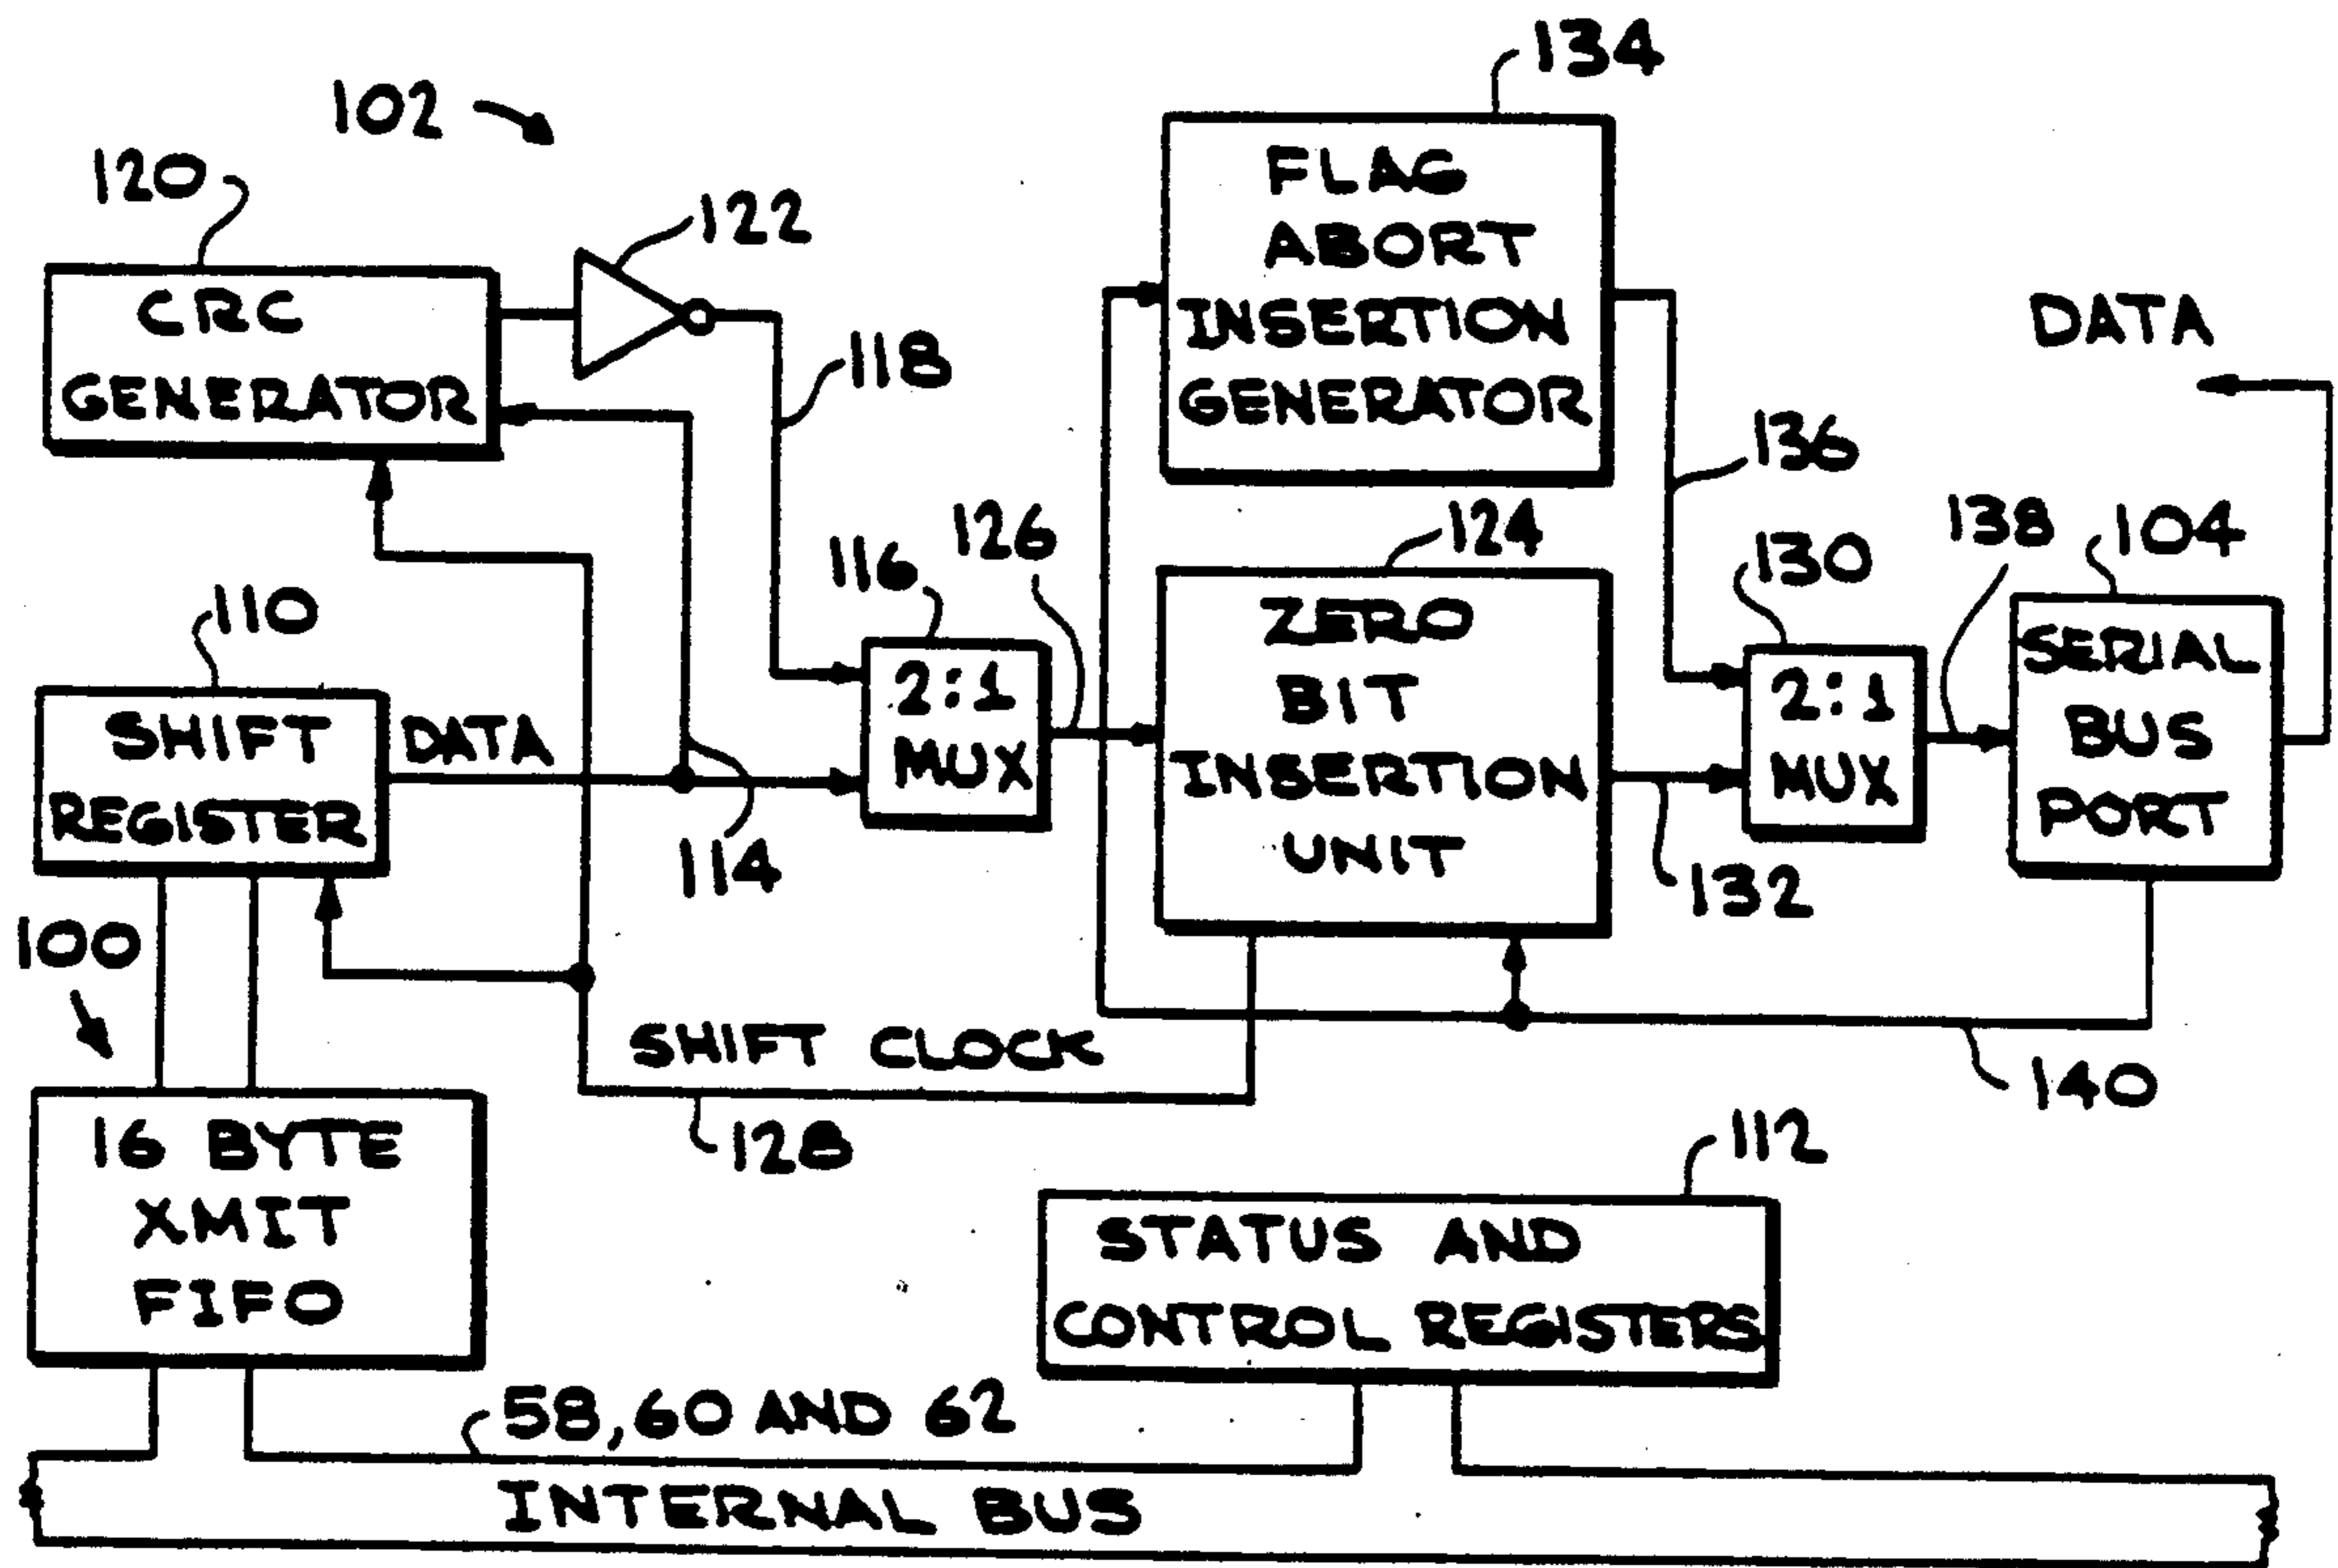 134
102
120
122
FLAG
ABORT
INSERTION
GENERATOR
CRC
GENERATOR
118
DATA
136
126
124
138
104
116
130
110
ZERO
BIT
INSERTION
UNIT
2:1
MUX
2:1
MUX
SERIAL
BUS
PORT
SHIFT
REGISTER
DATA
114
132
100
SHIFT CLOCK
140
128
112
16 BYTE
XMIT
FIFO
STATUS AND
CONTROL REGISTERS
58,60 AND 62
INTERNAL BUS